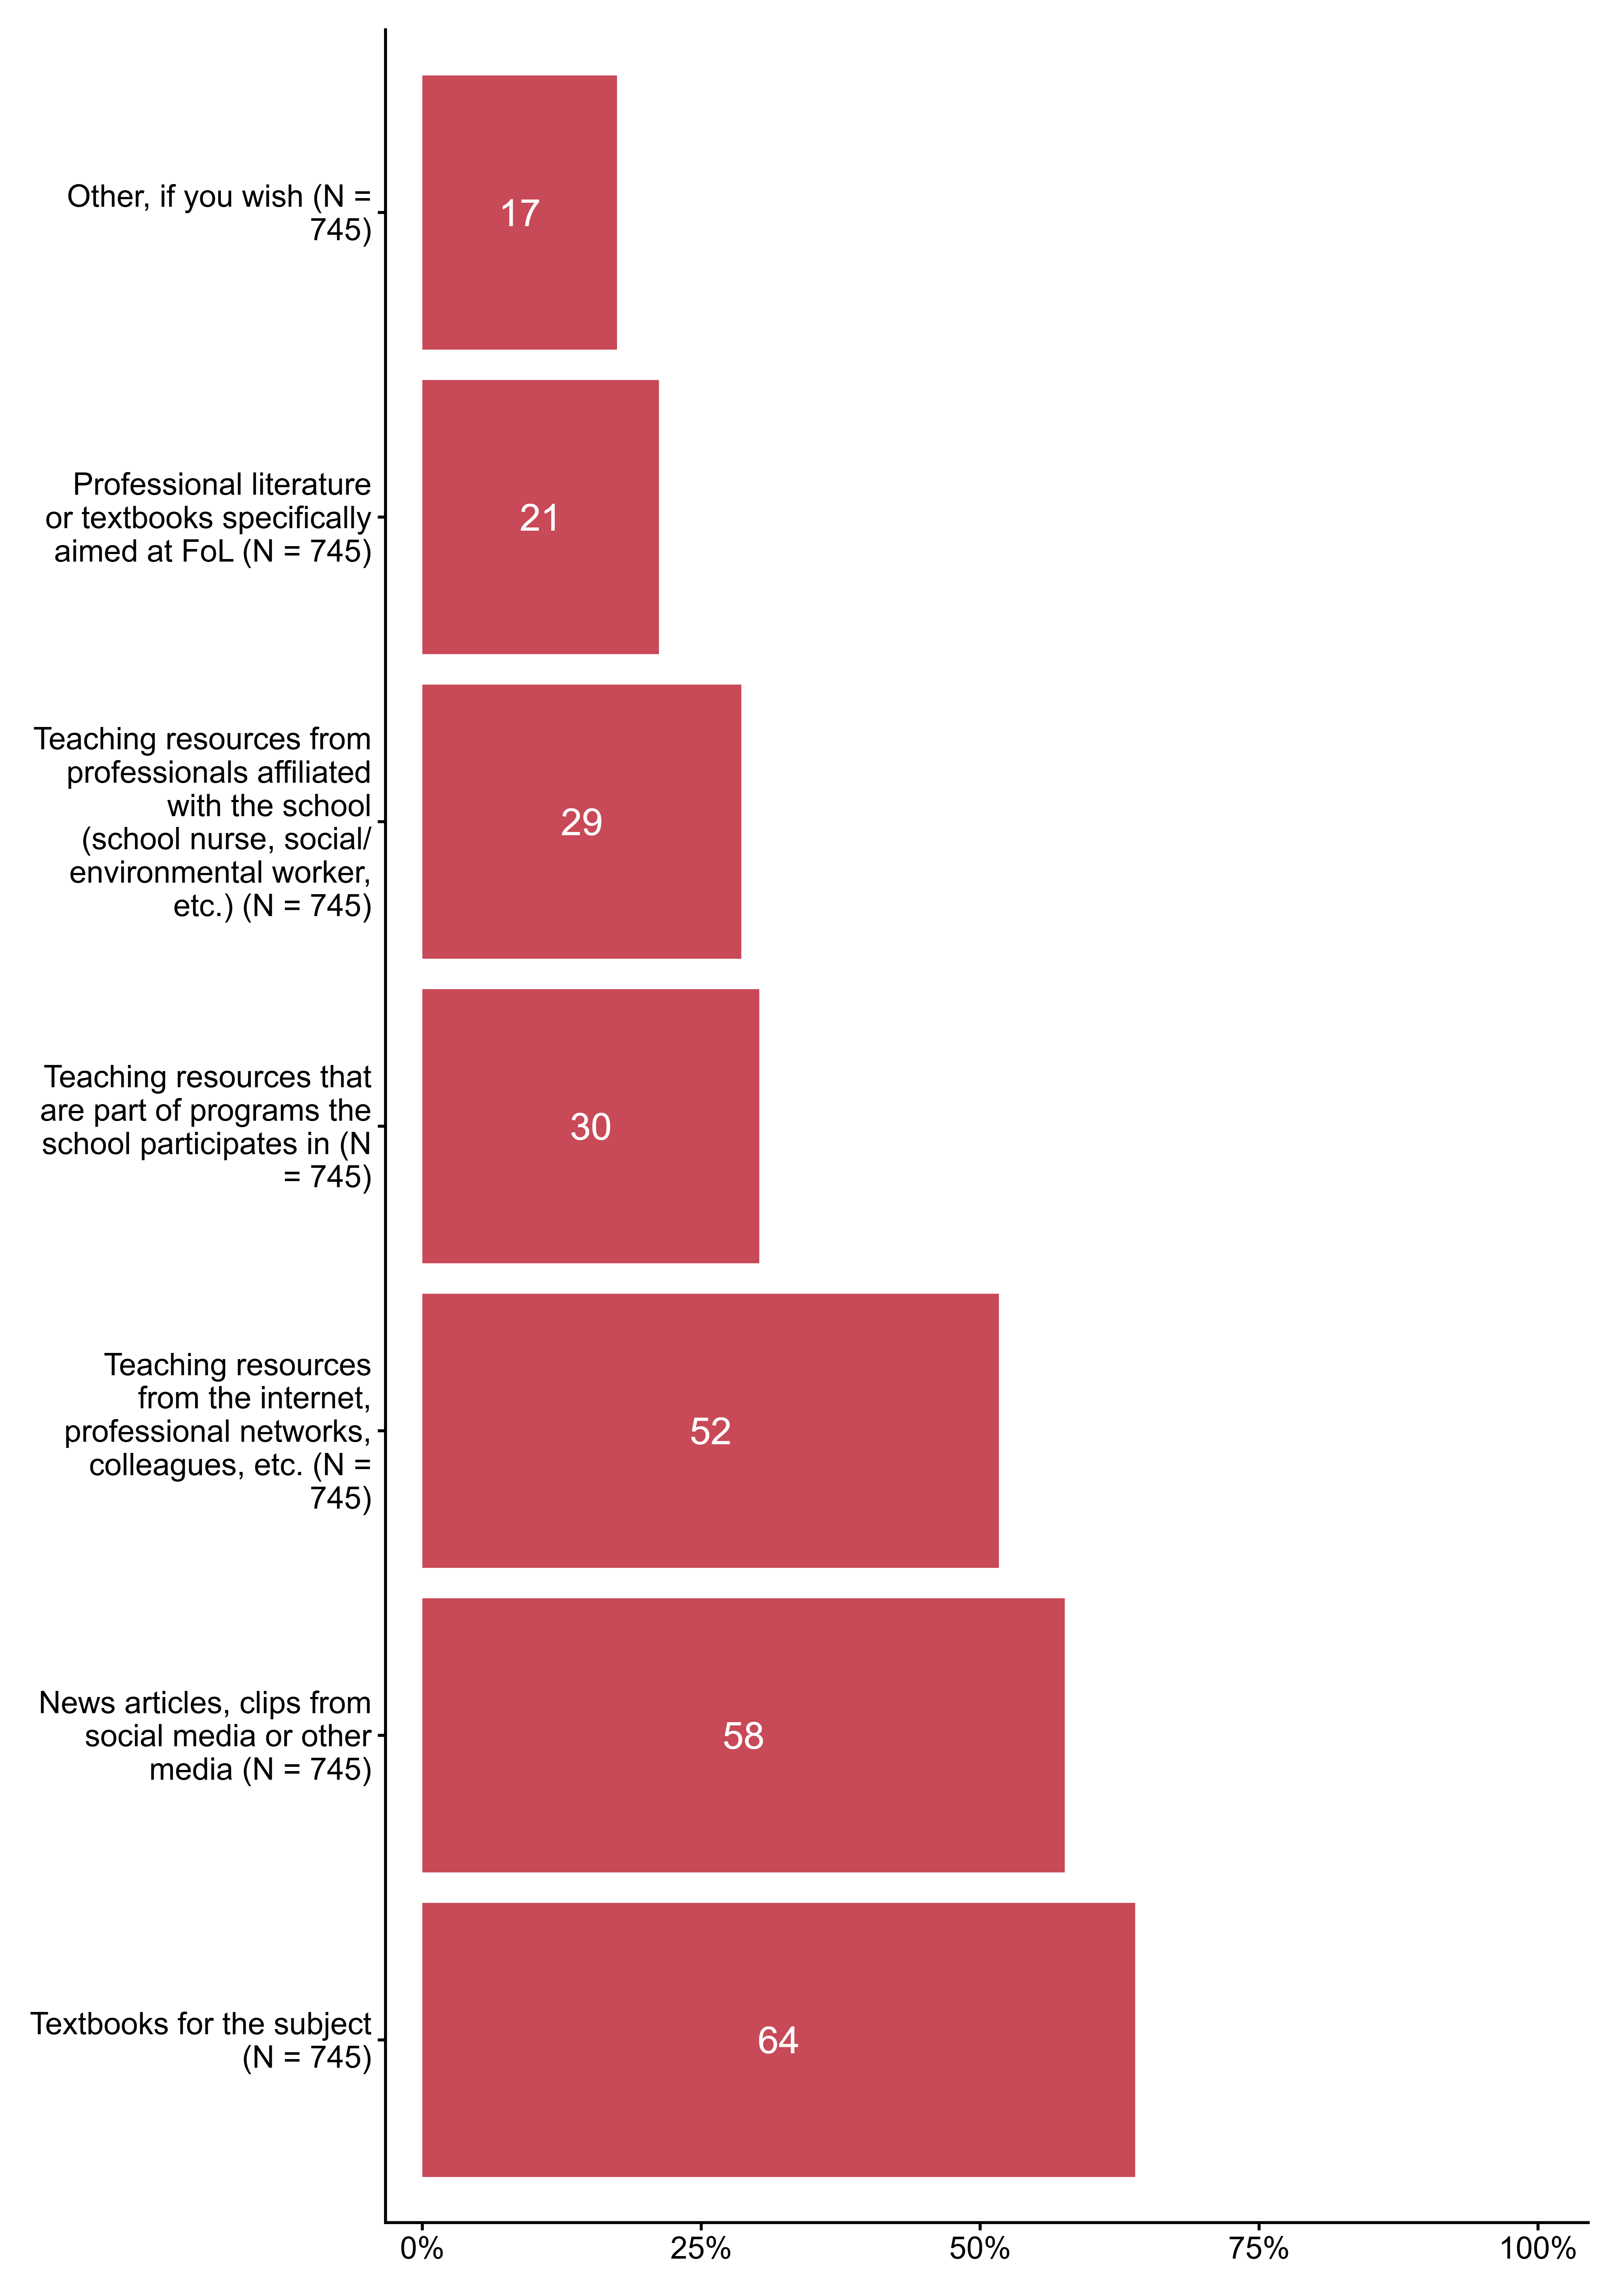 Other, if you wish (N =
745)
17
Professional literature
or textbooks specifically
aimed at FoL (N = 745)
21
Teaching resources from
professionals affiliated
with the school
(school nurse, social/
environmental worker,
etc.) (N = 745)
29
Teaching resources that
are part of programs the
school participates in (N
= 745)
30
Teaching resources
from the internet,
professional networks,
colleagues, etc. (N =
745)
52
News articles, clips from
social media or other
media (N = 745)
58
Textbooks for the subject
(N = 745)
64
0% 25% 50% 75% 100%